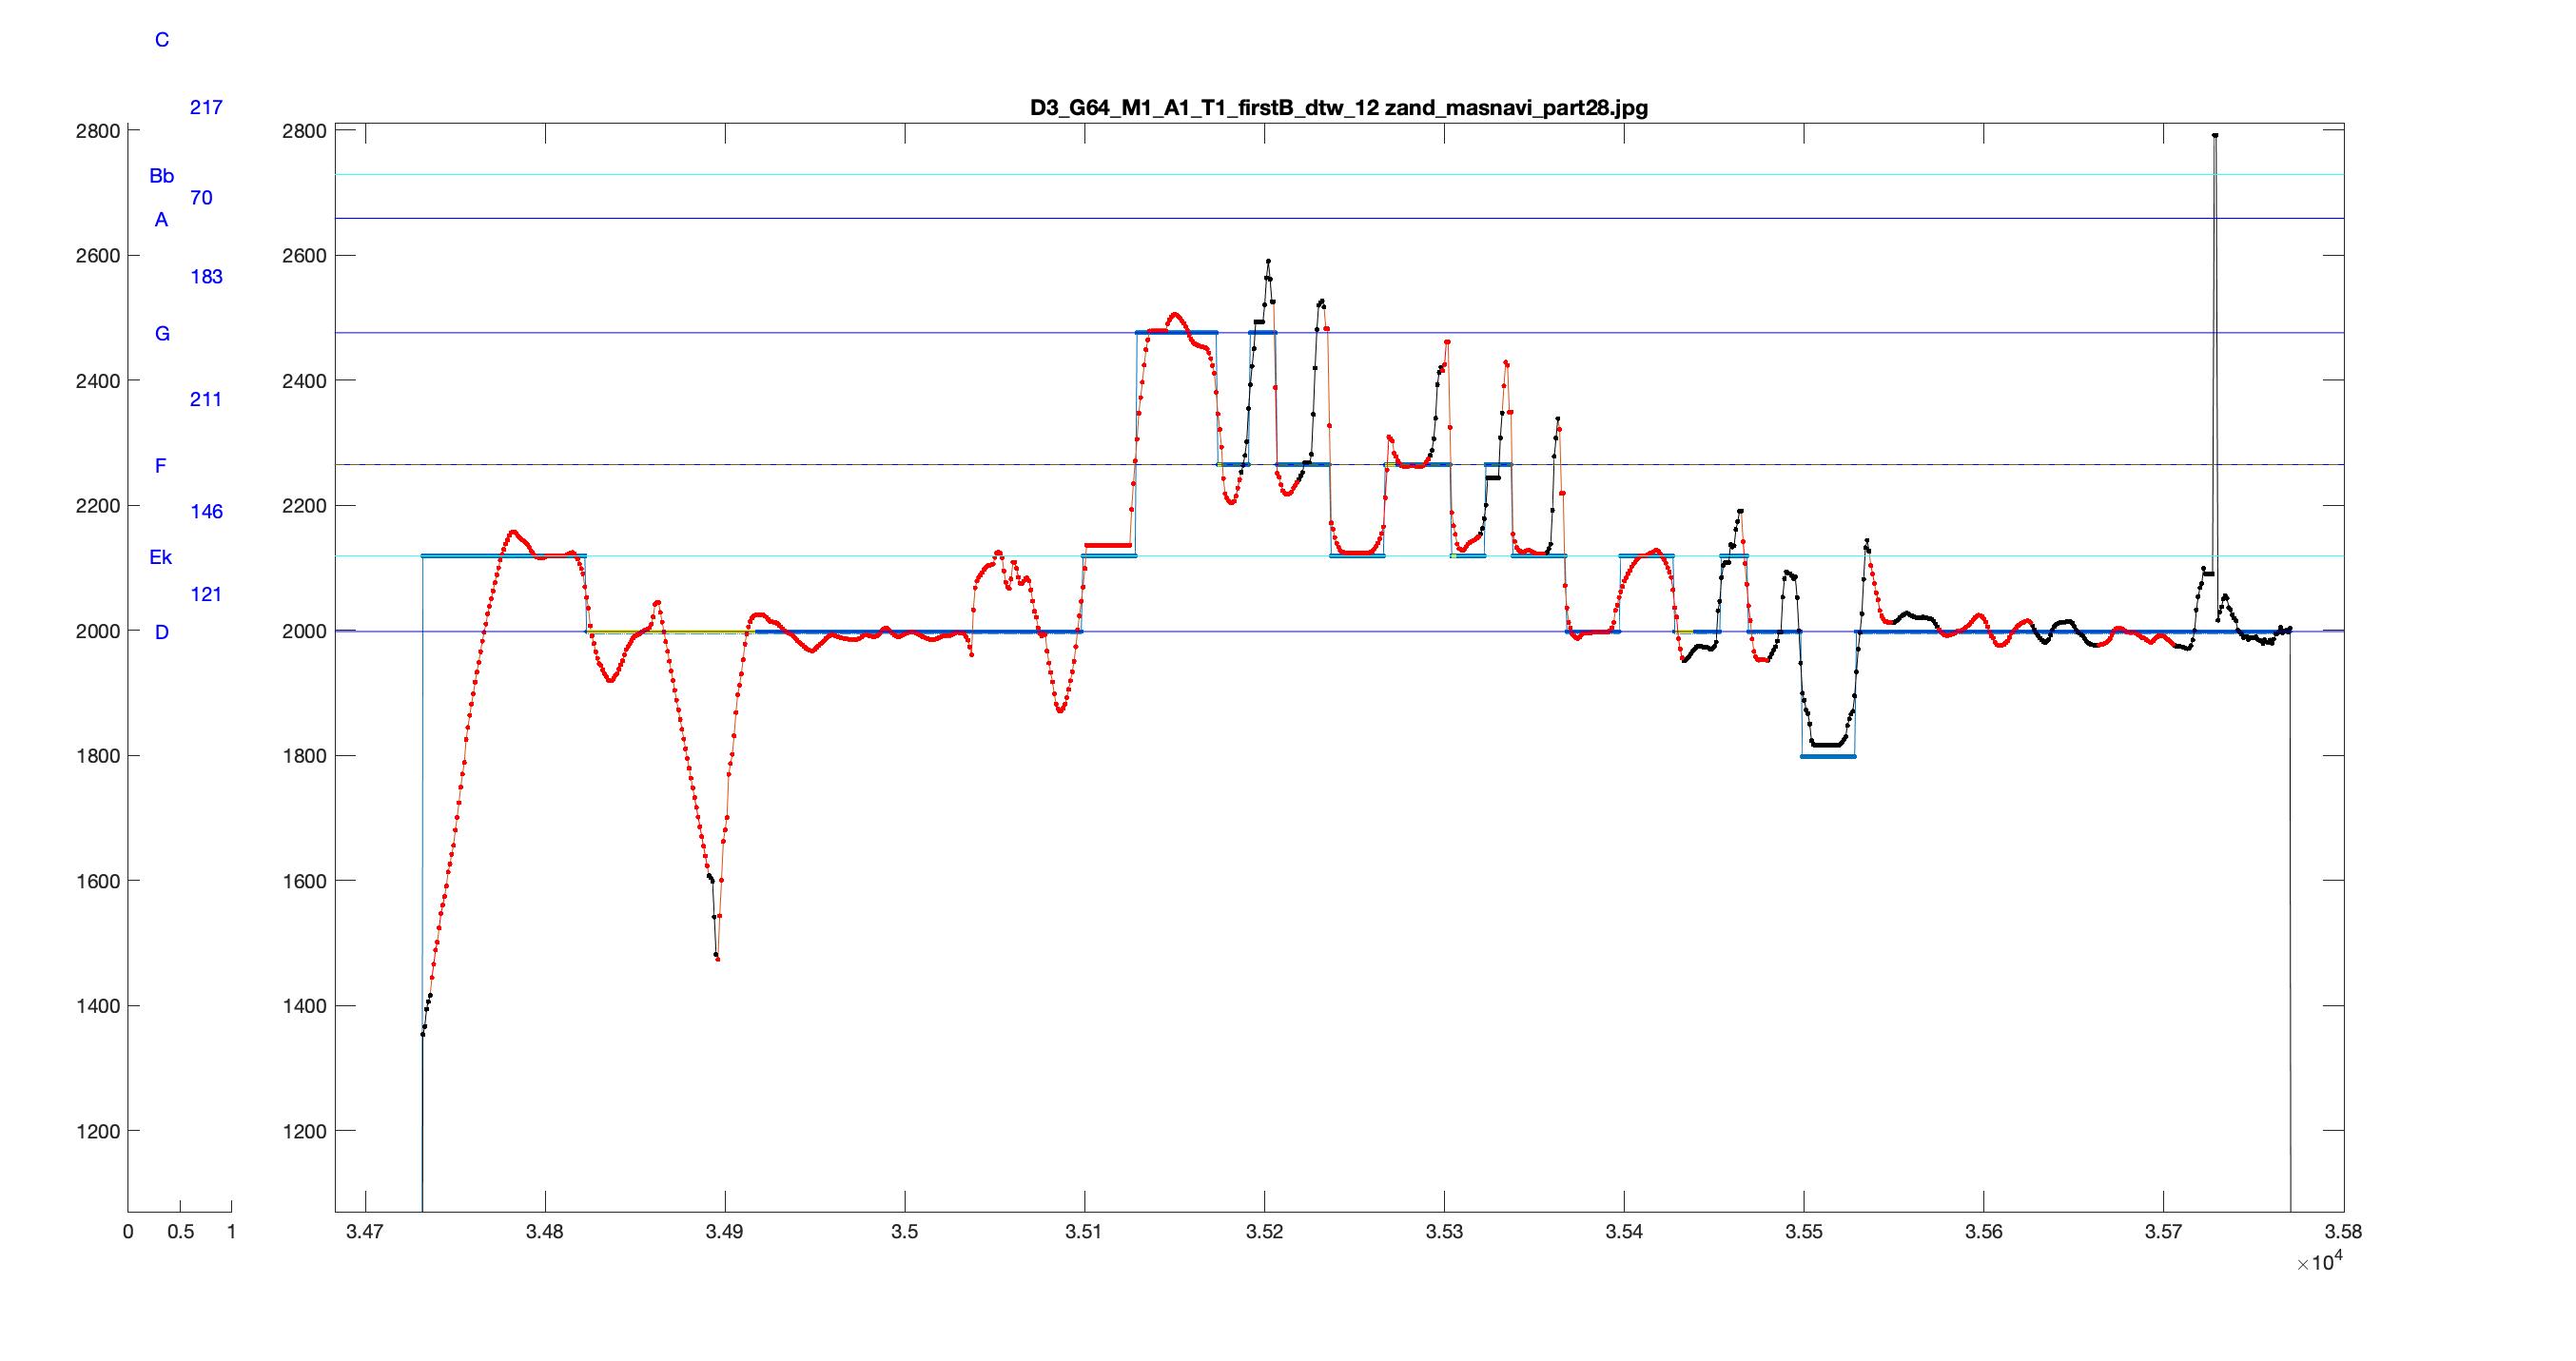 C
217
D3_G64_M1_A1_T1_firstB_dtw_12 zand_masnavi_part28.jpg
2800 2800
Bb
70
A
2600 2600
183
G
2400 2400
211
F
2200 2200
146
Ek
121
2000 D 2000
1800 1800
1600 1600
1400 1400
1200 1200
0 0.5 1 3.47 3.48 3.49 3.5 3.51 3.52 3.53 3.54 3.55 3.56 3.57 3.58
×10⁴